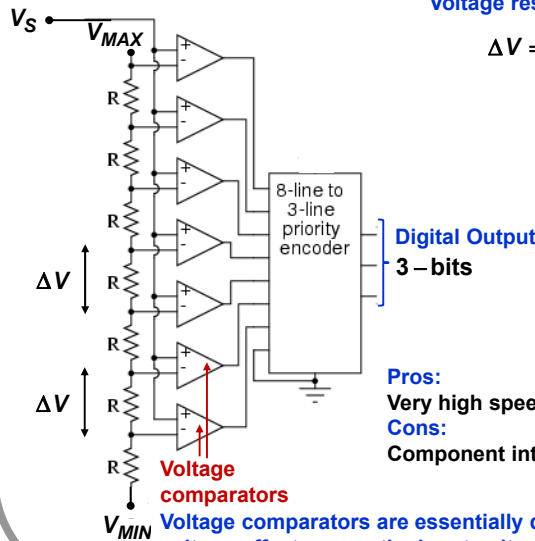 Voltage res
V_S
V_MAX
ΔV =
+
-
R
+
-
R
+
-
8-line to
3-line
priority
encoder
R
+
-
Digital Output
3 – bits
ΔV
R
+
-
R
+
-
ΔV
R
+
-
Pros:
Very high spee
Cons:
Component int
R
Voltage
comparators
V_MIN
Voltage comparators are essentially